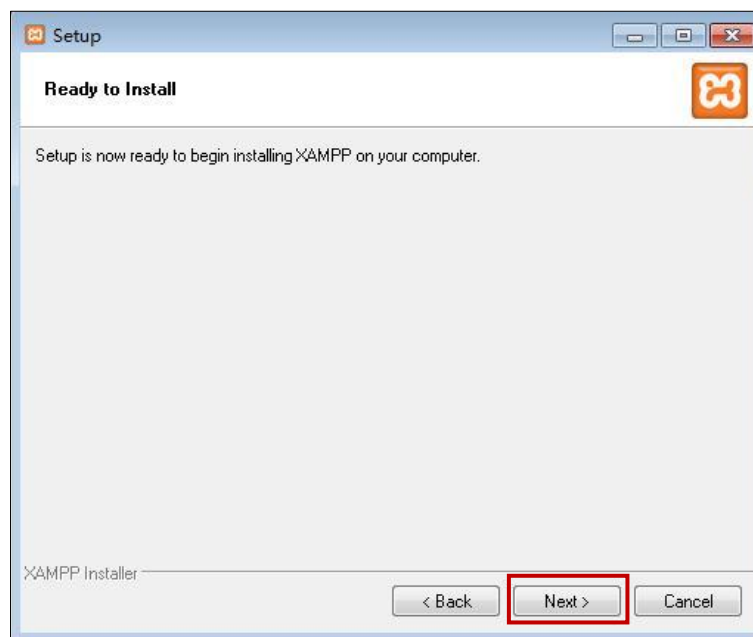 Setup
Ready to Install
Setup is now ready to begin installing XAMPP on your computer.
XAMPP Installer
< Back
Next >
Cancel